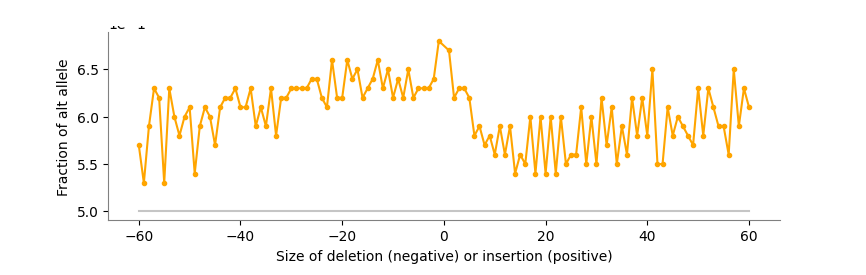 Fraction of alt allele
6.5
6.0
5.5
5.0
−60 −40 −20 0 20 40 60
Size of deletion (negative) or insertion (positive)